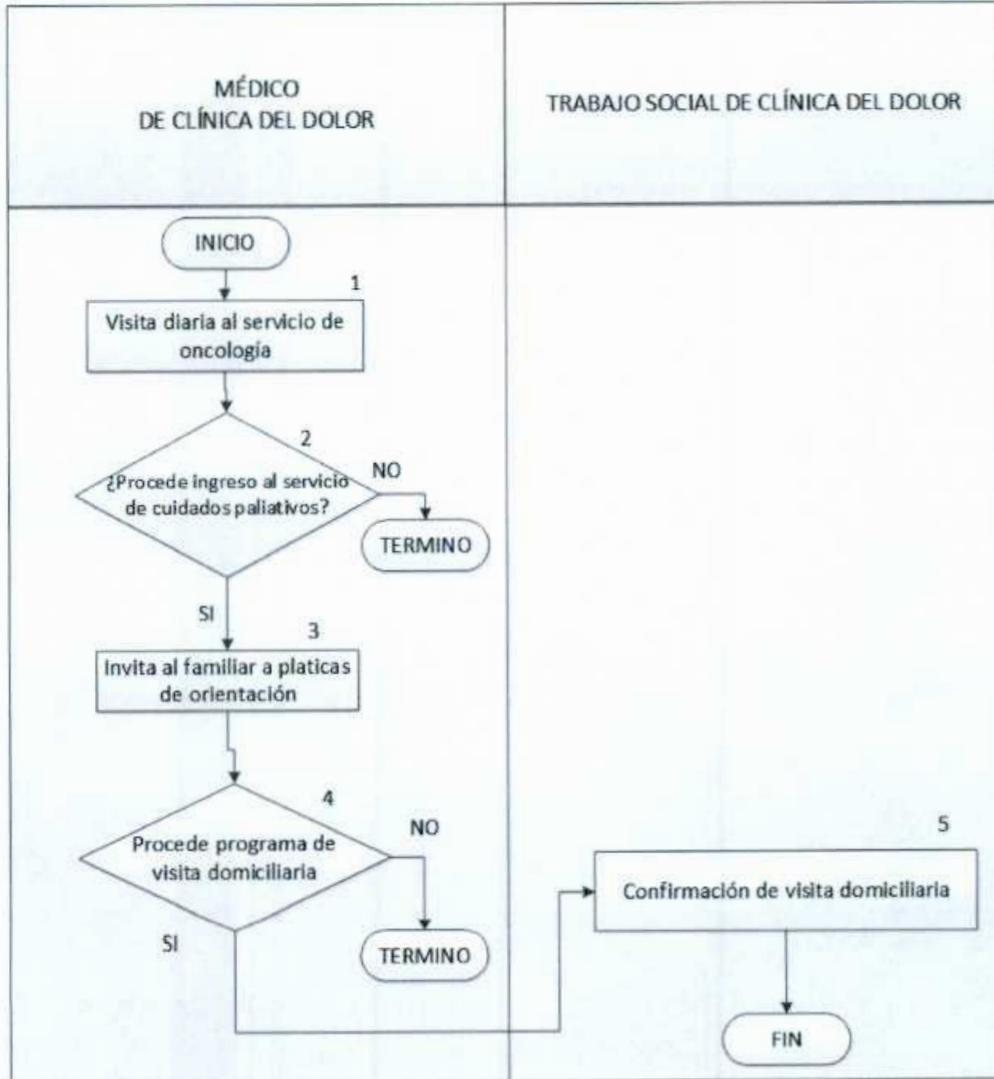 MÉDICO
DE CLÍNICA DEL DOLOR
TRABAJO SOCIAL DE CLÍNICA DEL DOLOR
INICIO
1
Visita diaria al servicio de
oncología
2
¿Procede ingreso al servicio
de cuidados paliativos?
NO
TERMINO
SI
3
Invita al familiar a platicas
de orientación
4
Procede programa de
visita domiciliaria
NO
TERMINO
SI
5
Confirmación de visita domiciliaria
FIN